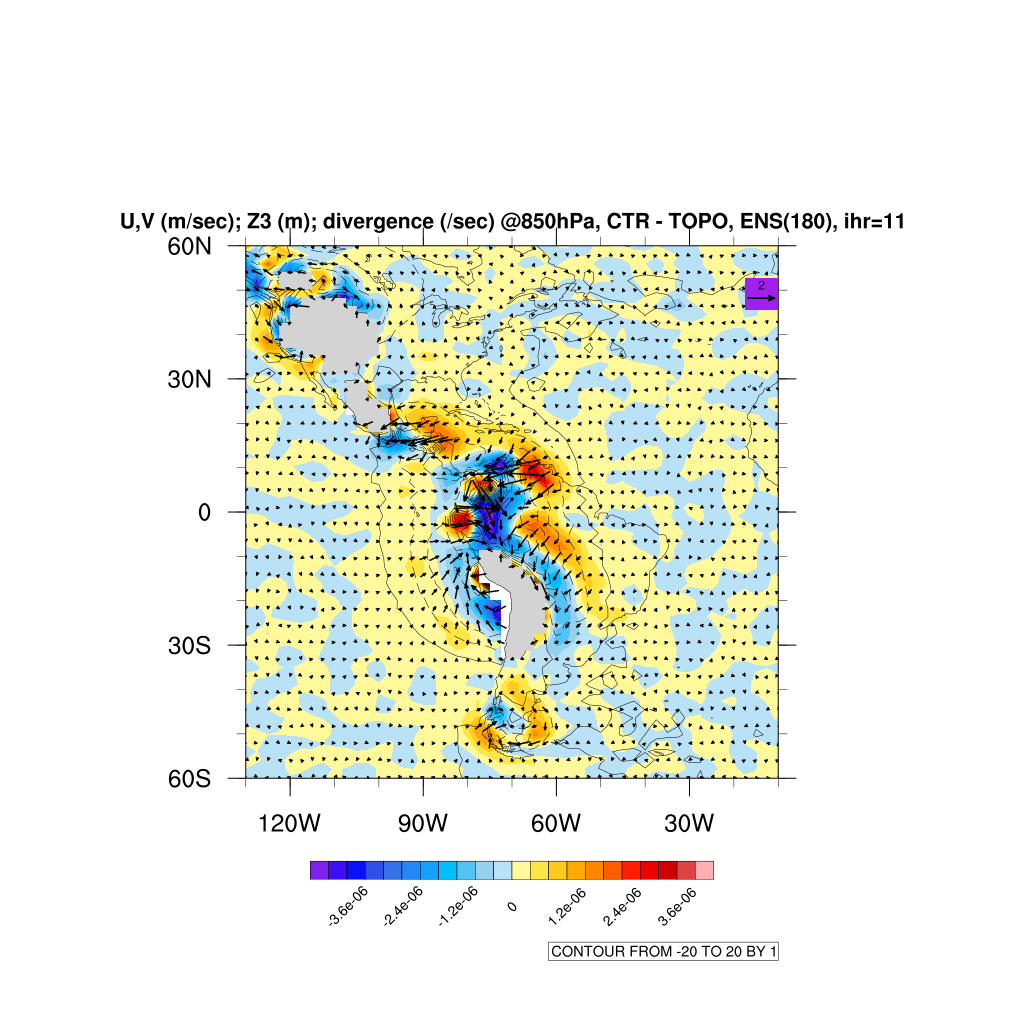 U,V (m/sec); Z3 (m); divergence (/sec) @850hPa, CTR - TOPO, ENS(180), ihr=11
60N
2
30N
0
30S
60S
120W 90W 60W 30W
-3.6e-06 -2.4e-06 -1.2e-06 0 1.2e-06 2.4e-06 3.6e-06
CONTOUR FROM -20 TO 20 BY 1